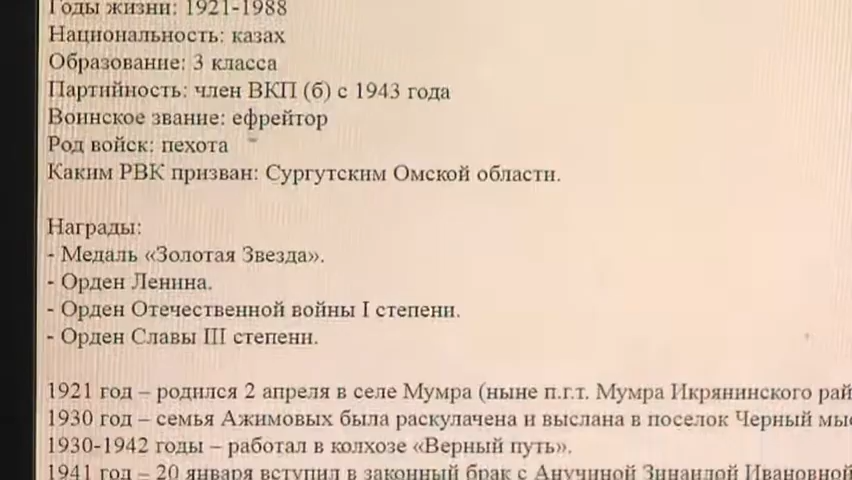 Годы жизни: 1921-1988
Национальность: казах
Образование: 3 класса
Партийность: член ВКП (б) с 1943 года
Воинское звание: ефрейтор
Род войск: пехота
Каким РВК призван: Сургутским Омской области.
Награды:
- Медаль «Золотая Звезда».
- Орден Ленина.
- Орден Отечественной войны I степени.
- Орден Славы III степени.
1921 год – родился 2 апреля в селе Мумра (ныне п.г.т. Мумра Икрянинского рай
1930 год – семья Ажимовых была раскулачена и выслана в поселок Черный мы
1930-1942 годы – работал в колхозе «Верный путь».
1941 год – 20 января вступил в законный брак с Анучиной Зинаидой Ивановной